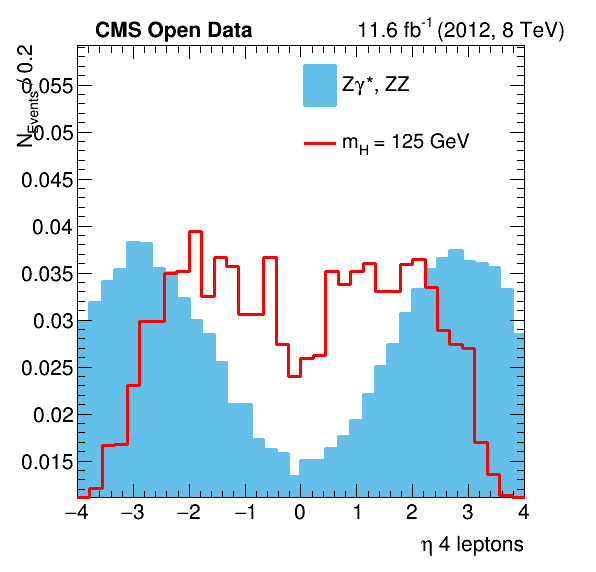 CMS Open Data 11.6 fb⁻¹ (2012, 8 TeV)
N_Events / 0.2
Zγ*, ZZ
m_H = 125 GeV
0.055
0.05
0.045
0.04
0.035
0.03
0.025
0.02
0.015
−4 −3 −2 −1 0 1 2 3 4
η 4 leptons